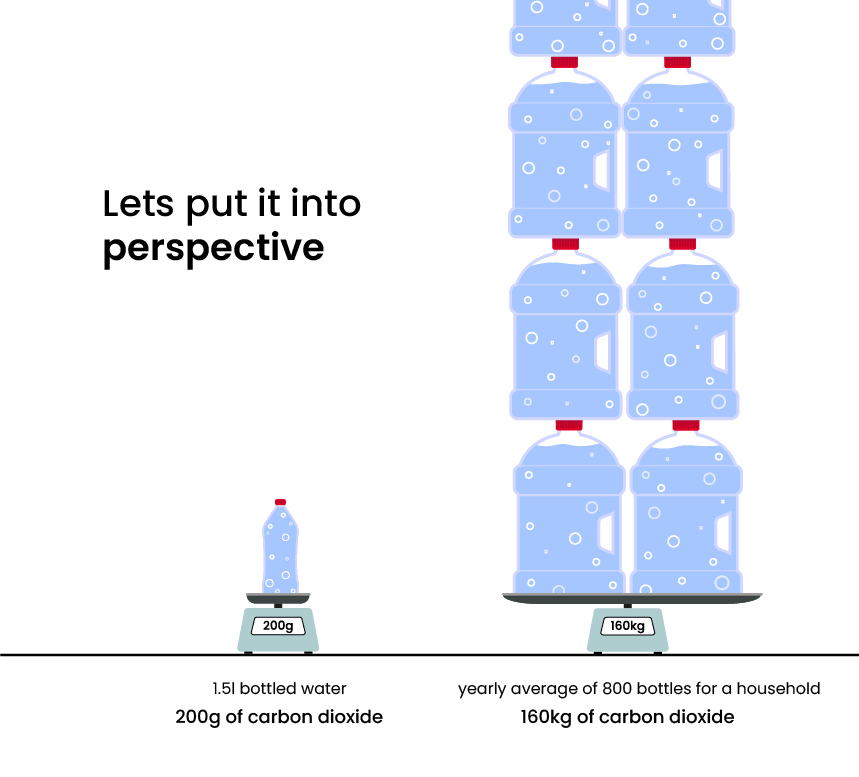 Lets put it into
perspective
200g
160kg
1.5l bottled water
200g of carbon dioxide
yearly average of 800 bottles for a household
160kg of carbon dioxide